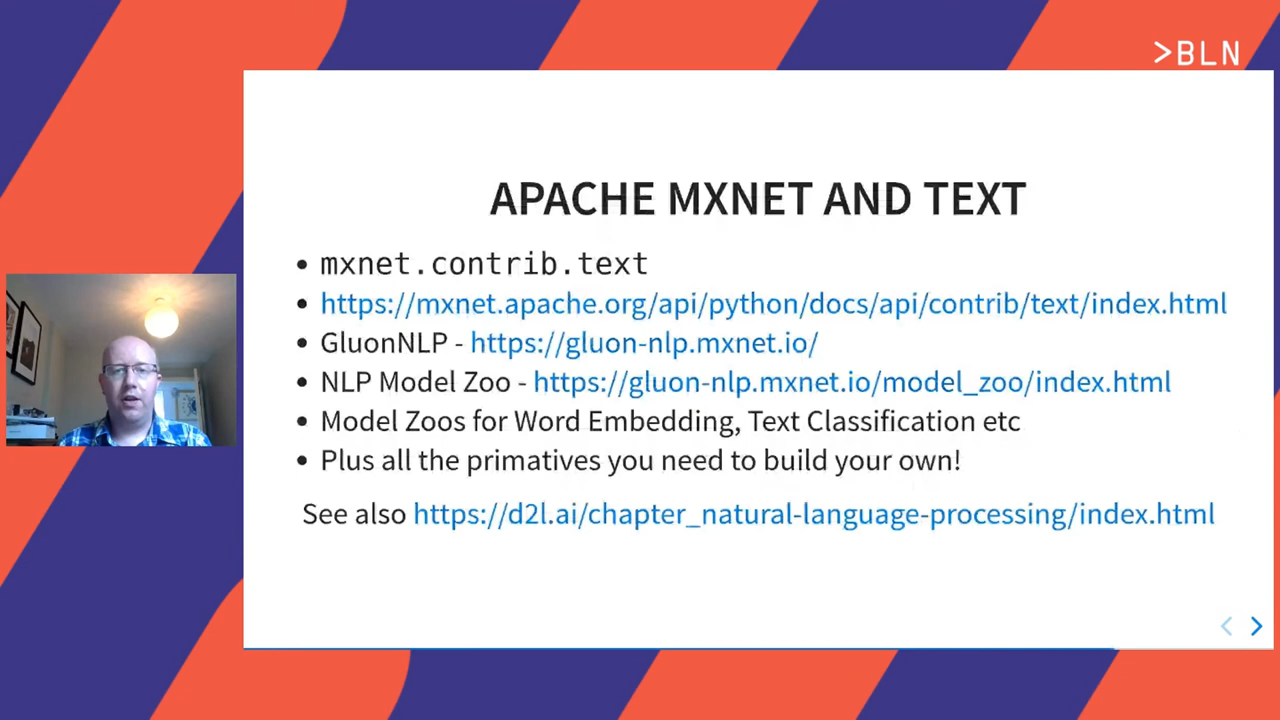 >BLN
APACHE MXNET AND TEXT
• mxnet.contrib.text
• https://mxnet.apache.org/api/python/docs/api/contrib/text/index.html
• GluonNLP - https://gluon-nlp.mxnet.io/
• NLP Model Zoo - https://gluon-nlp.mxnet.io/model_zoo/index.html
• Model Zoos for Word Embedding, Text Classification etc
• Plus all the primatives you need to build your own!
See also https://d2l.ai/chapter_natural-language-processing/index.html